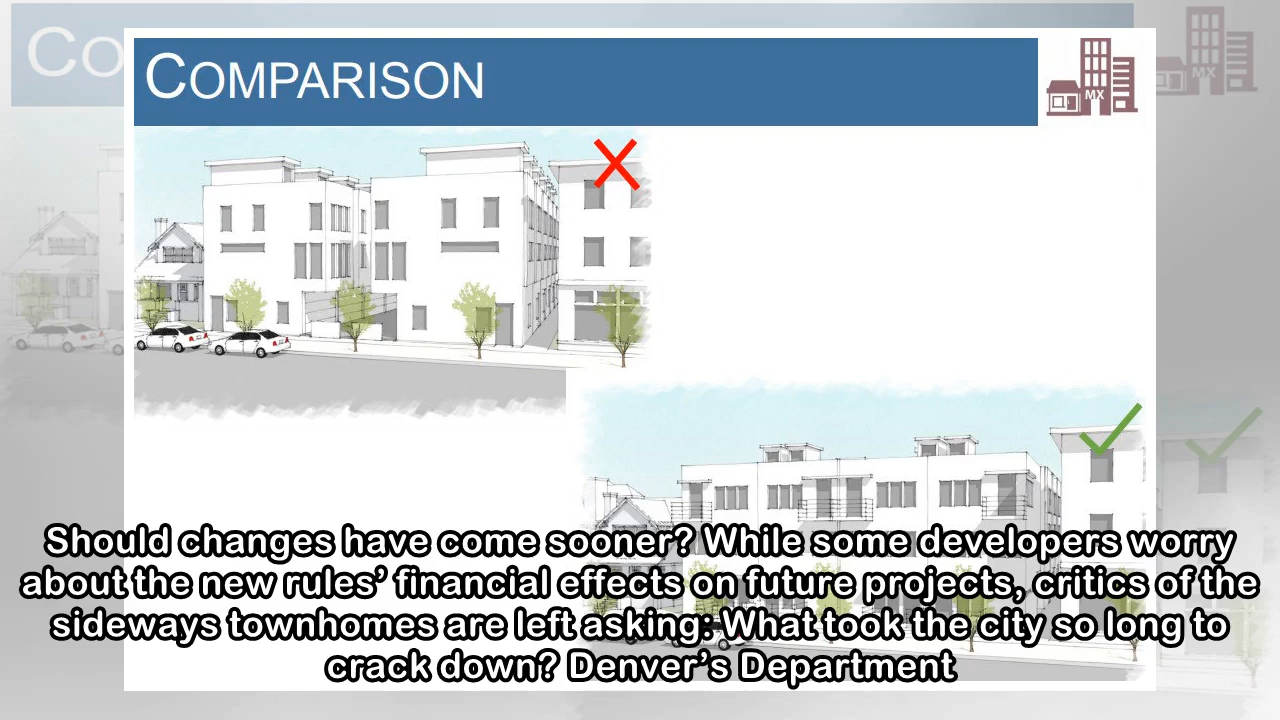 COMPARISON
MX
Should changes have come sooner? While some developers worry
about the new rules’ financial effects on future projects, critics of the
sideways townhomes are left asking: What took the city so long to
crack down? Denver’s Department
Co
MX